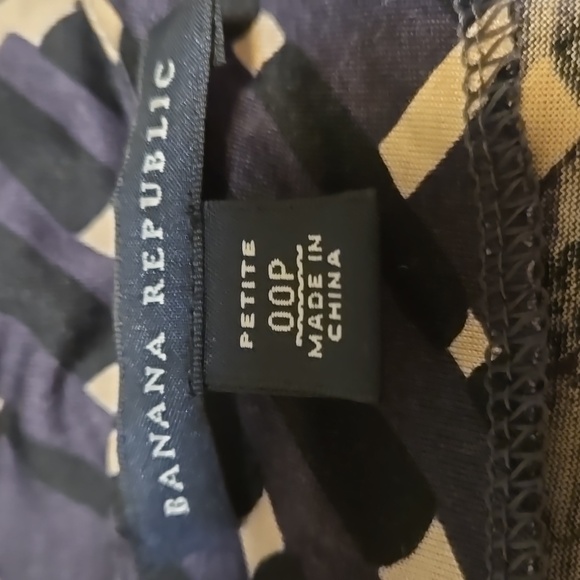 BANANA REPUBLIC
PETITE
00P
MADE IN
CHINA